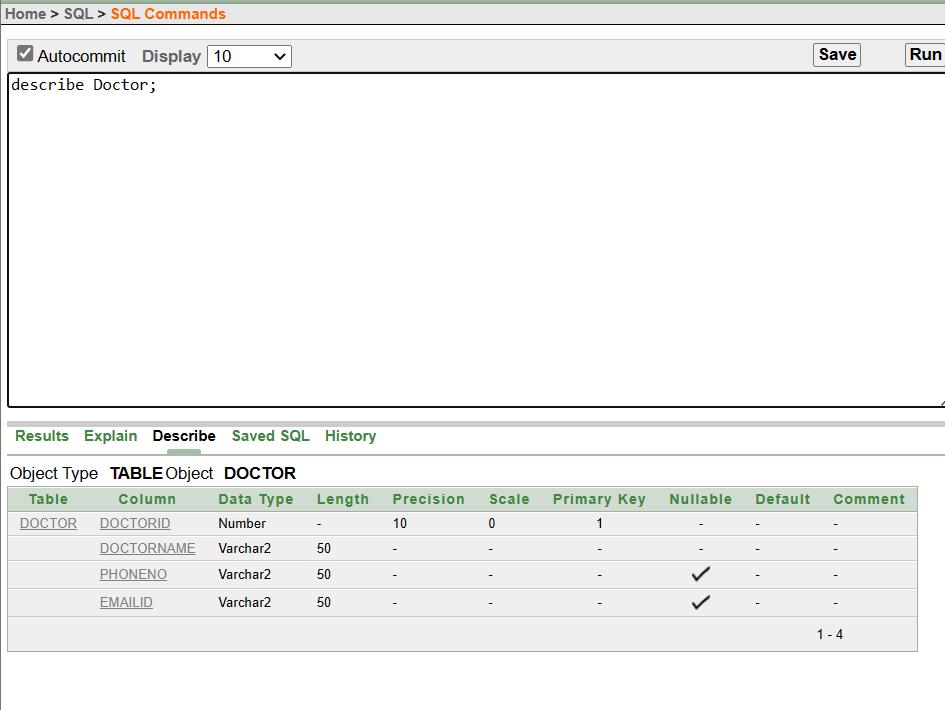 Home > SQL > SQL Commands
Autocommit Display 10 Save Run
describe Doctor;
Results Explain Describe Saved SQL History
Object Type TABLE Object DOCTOR
Table Column Data Type Length Precision Scale Primary Key Nullable Default Comment
DOCTOR DOCTORID Number - 10 0 1 - - -
DOCTORNAME Varchar2 50 - - - - - -
PHONENO Varchar2 50 - - - ✓ - -
EMAILID Varchar2 50 - - - ✓ - -
1 - 4